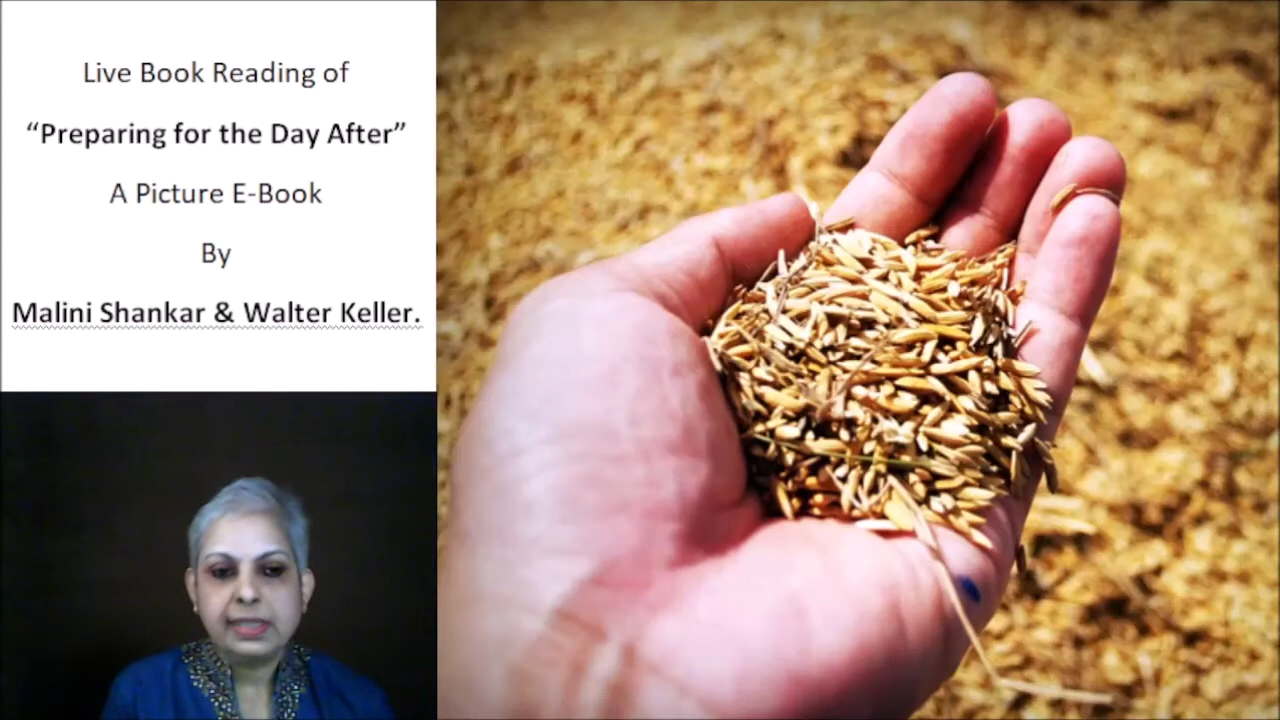 Live Book Reading of
“Preparing for the Day After”
A Picture E-Book
By
Malini Shankar & Walter Keller.